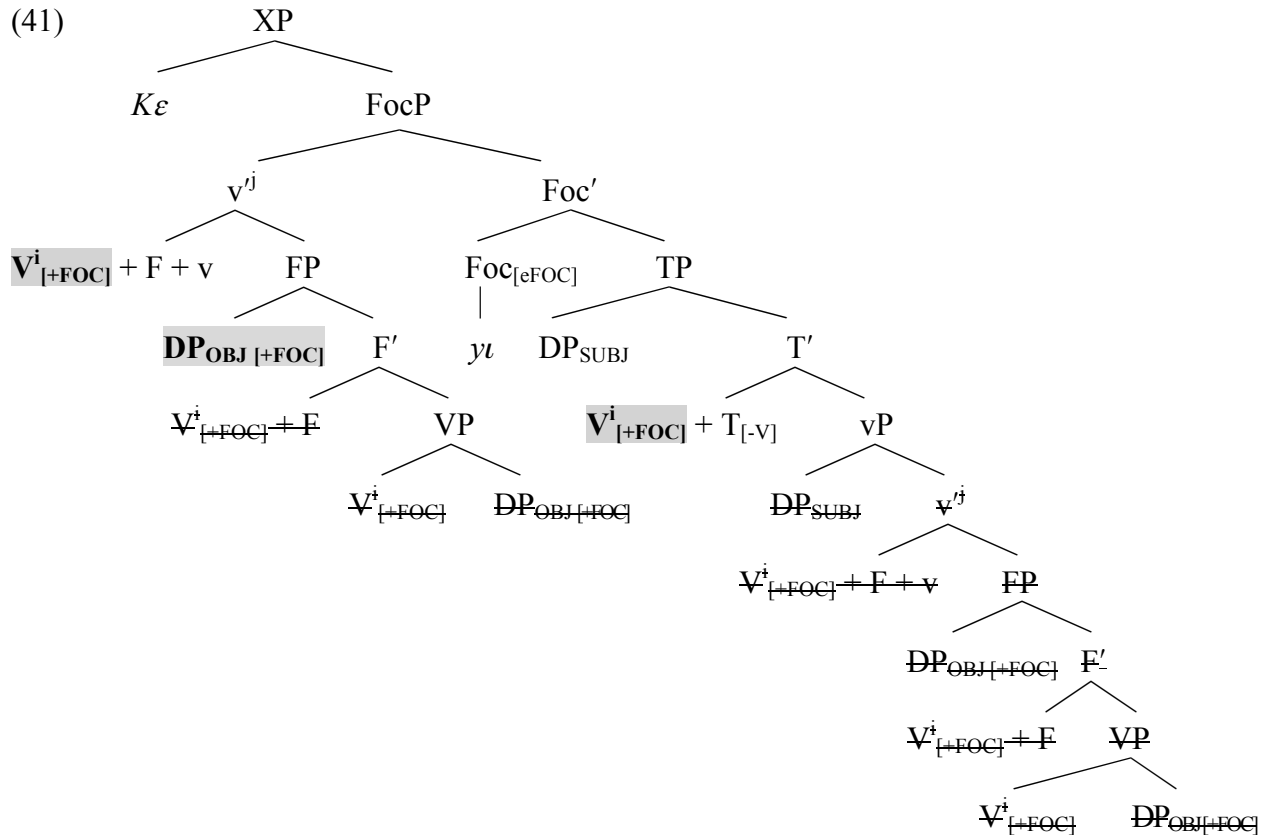 (41) XP
Kε FocP
v′ʲ Foc′
Vⁱ[+FOC] + F + v FP Foc[eFOC] TP
DPOBJ [+FOC] F′ yɩ DPSUBJ T′
Vⁱ[+FOC] + F VP Vⁱ[+FOC] + T[-V] vP
Vⁱ[+FOC] DPOBJ [+FOC] DPSUBJ v′ʲ
Vⁱ[+FOC] + F + v FP
DPOBJ [+FOC] F′
Vⁱ[+FOC] + F VP
Vⁱ[+FOC] DPOBJ[+FOC]